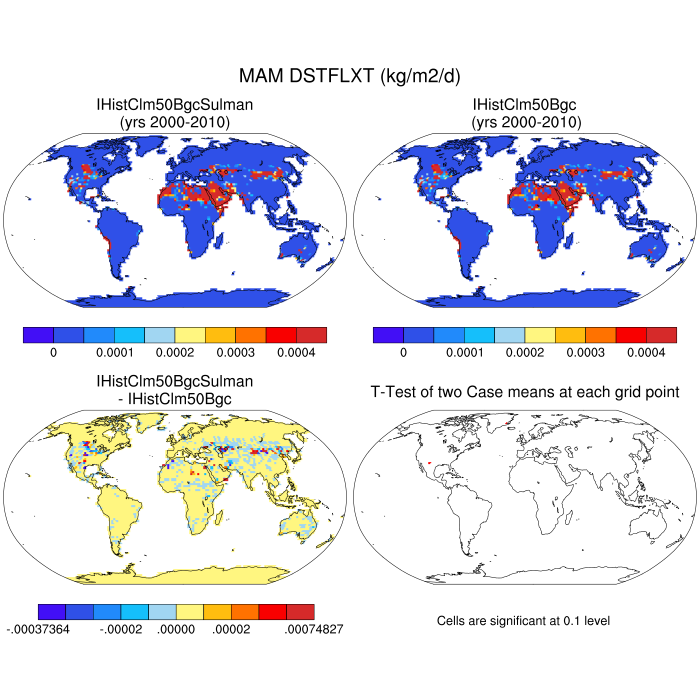 MAM DSTFLXT (kg/m2/d)
IHistClm50BgcSulman
(yrs 2000-2010)
IHistClm50Bgc
(yrs 2000-2010)
0 0.0001 0.0002 0.0003 0.0004
0 0.0001 0.0002 0.0003 0.0004
IHistClm50BgcSulman
- IHistClm50Bgc
T-Test of two Case means at each grid point
-.00037364 -.00002 .00000 .00002 .00074827
Cells are significant at 0.1 level